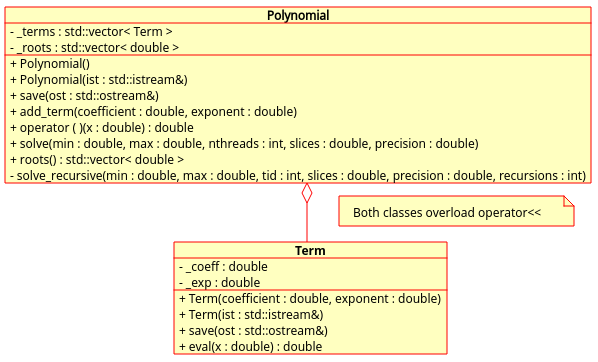 Polynomial
- _terms : std::vector< Term >
- _roots : std::vector< double >
+ Polynomial()
+ Polynomial(ist : std::istream&)
+ save(ost : std::ostream&)
+ add_term(coefficient : double, exponent : double)
+ operator ( )(x : double) : double
+ solve(min : double, max : double, nthreads : int, slices : double, precision : double)
+ roots() : std::vector< double >
- solve_recursive(min : double, max : double, tid : int, slices : double, precision : double, recursions : int)
Both classes overload operator<<
Term
- _coeff : double
- _exp : double
+ Term(coefficient : double, exponent : double)
+ Term(ist : std::istream&)
+ save(ost : std::ostream&)
+ eval(x : double) : double